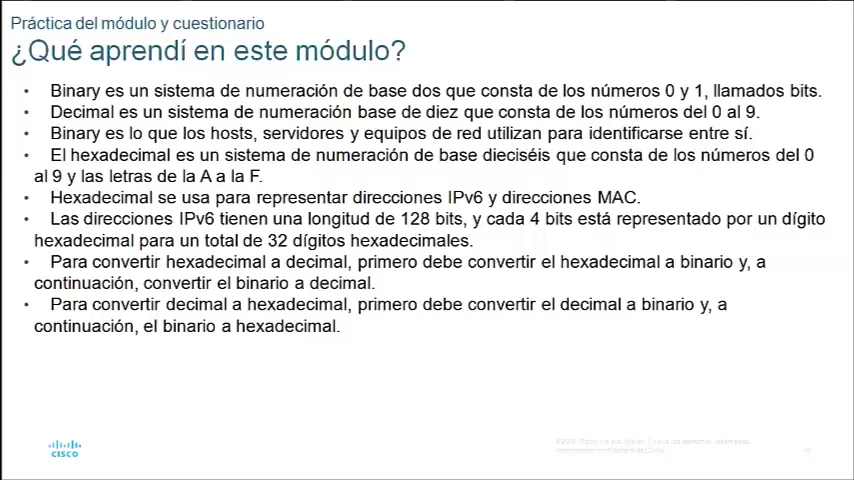 Práctica del módulo y cuestionario
¿Qué aprendí en este módulo?
• Binary es un sistema de numeración de base dos que consta de los números 0 y 1, llamados bits.
• Decimal es un sistema de numeración base de diez que consta de los números del 0 al 9.
• Binary es lo que los hosts, servidores y equipos de red utilizan para identificarse entre sí.
• El hexadecimal es un sistema de numeración de base dieciséis que consta de los números del 0
al 9 y las letras de la A a la F.
• Hexadecimal se usa para representar direcciones IPv6 y direcciones MAC.
• Las direcciones IPv6 tienen una longitud de 128 bits, y cada 4 bits está representado por un dígito
hexadecimal para un total de 32 dígitos hexadecimales.
• Para convertir hexadecimal a decimal, primero debe convertir el hexadecimal a binario y, a
continuación, convertir el binario a decimal.
• Para convertir decimal a hexadecimal, primero debe convertir el decimal a binario y, a
continuación, el binario a hexadecimal.
CISCO